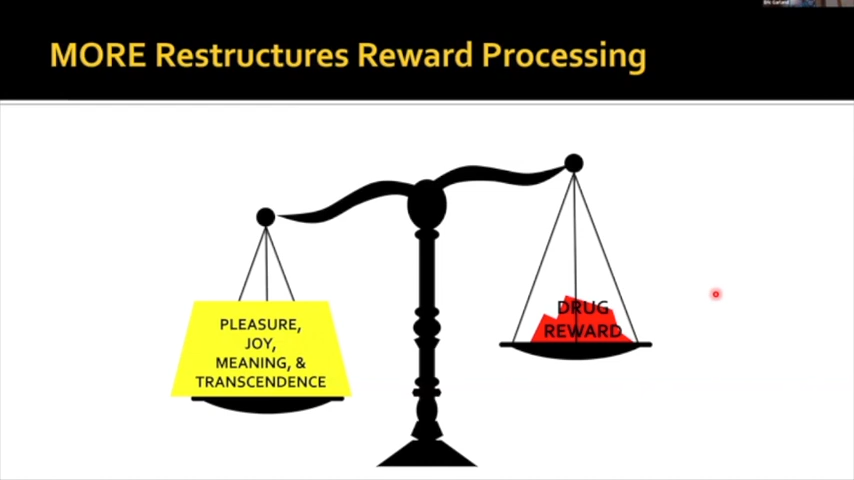 MORE Restructures Reward Processing
PLEASURE,
JOY,
MEANING, &
TRANSCENDENCE
DRUG
REWARD